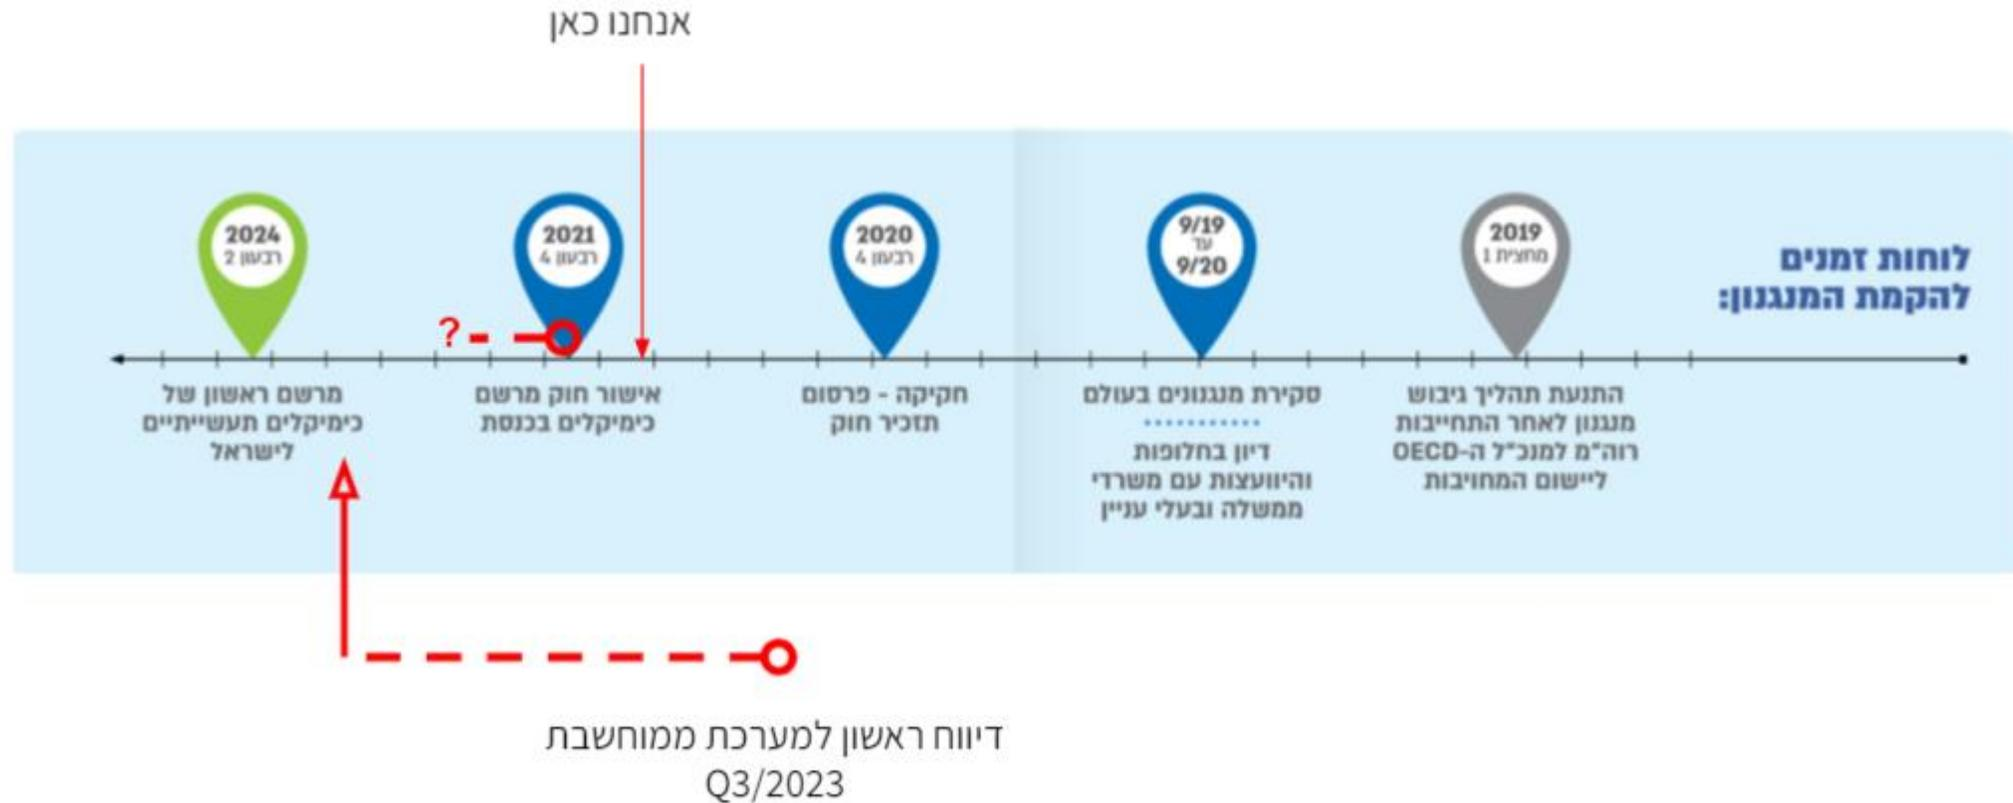 אנחנו כאן
לוחות זמנים
להקמת המנגנון:
2019
מחצית 1
התנעת תהליך גיבוש
מנגנון לאחר התחייבות
רוה"מ למנכ"ל ה-OECD
ליישום המחויבות
9/19
עד
9/20
סקירת מנגנונים בעולם
דיון בחלופות
והיוועצות עם משרדי
ממשלה ובעלי עניין
2020
רבעון 4
חקיקה - פרסום
תזכיר חוק
2021
רבעון 4
אישור חוק מרשם
כימיקלים בכנסת
?
2024
רבעון 2
מרשם ראשון של
כימיקלים תעשייתיים
לישראל
דיווח ראשון למערכת ממוחשבת
Q3/2023